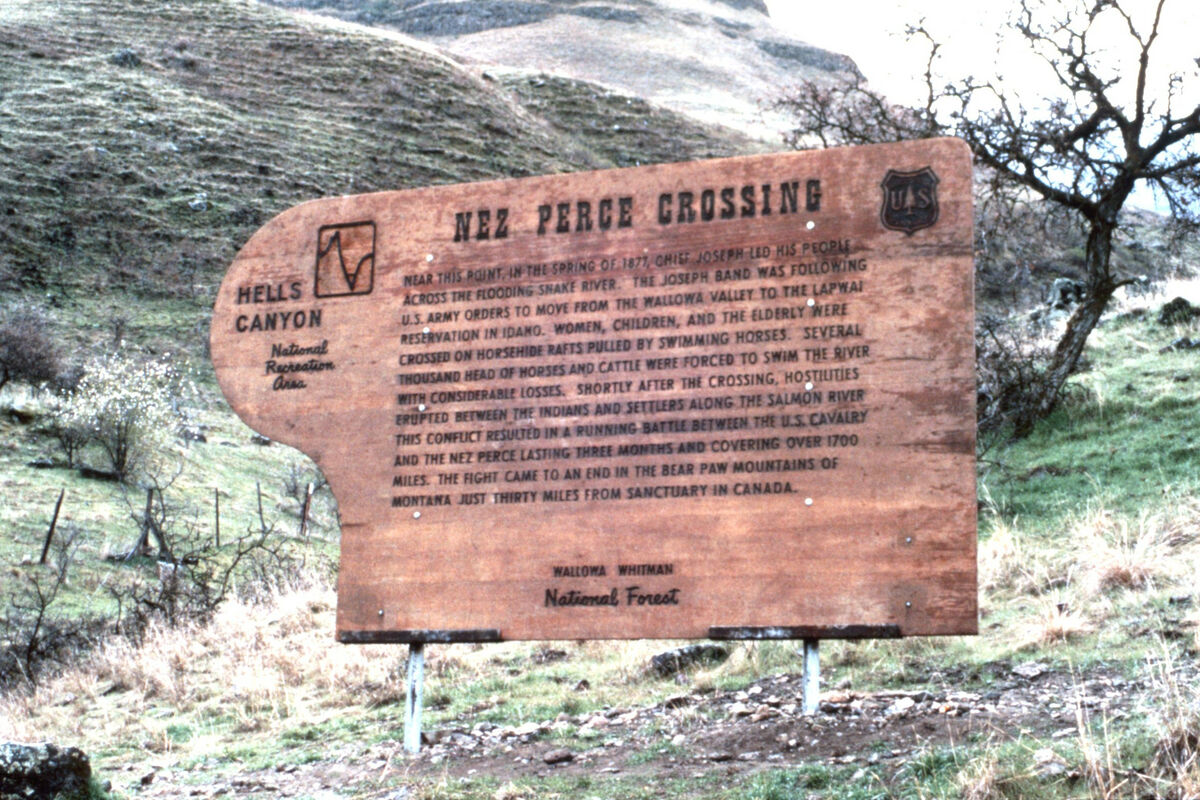 NEZ PERCE CROSSING
US
HELLS
CANYON
National
Recreation
Area
NEAR THIS POINT, IN THE SPRING OF 1877, CHIEF JOSEPH LED HIS PEOPLE
ACROSS THE FLOODING SNAKE RIVER. THE JOSEPH BAND WAS FOLLOWING
U.S. ARMY ORDERS TO MOVE FROM THE WALLOWA VALLEY TO THE LAPWAI
RESERVATION IN IDAHO. WOMEN, CHILDREN, AND THE ELDERLY WERE
CROSSED ON HORSEHIDE RAFTS PULLED BY SWIMMING HORSES. SEVERAL
THOUSAND HEAD OF HORSES AND CATTLE WERE FORCED TO SWIM THE RIVER
WITH CONSIDERABLE LOSSES. SHORTLY AFTER THE CROSSING, HOSTILITIES
ERUPTED BETWEEN THE INDIANS AND SETTLERS ALONG THE SALMON RIVER
THIS CONFLICT RESULTED IN A RUNNING BATTLE BETWEEN THE U.S. CAVALRY
AND THE NEZ PERCE LASTING THREE MONTHS AND COVERING OVER 1700
MILES. THE FIGHT CAME TO AN END IN THE BEAR PAW MOUNTAINS OF
MONTANA JUST THIRTY MILES FROM SANCTUARY IN CANADA.
WALLOWA WHITMAN
National Forest